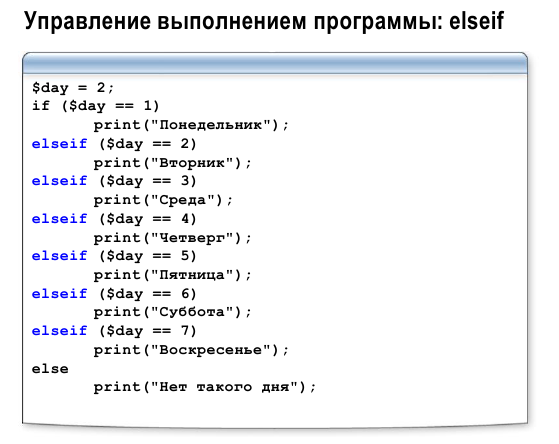 Управление выполнением программы: elseif
$day = 2;
if ($day == 1)
print("Понедельник");
elseif ($day == 2)
print("Вторник");
elseif ($day == 3)
print("Среда");
elseif ($day == 4)
print("Четверг");
elseif ($day == 5)
print("Пятница");
elseif ($day == 6)
print("Суббота");
elseif ($day == 7)
print("Воскресенье");
else
print("Нет такого дня");